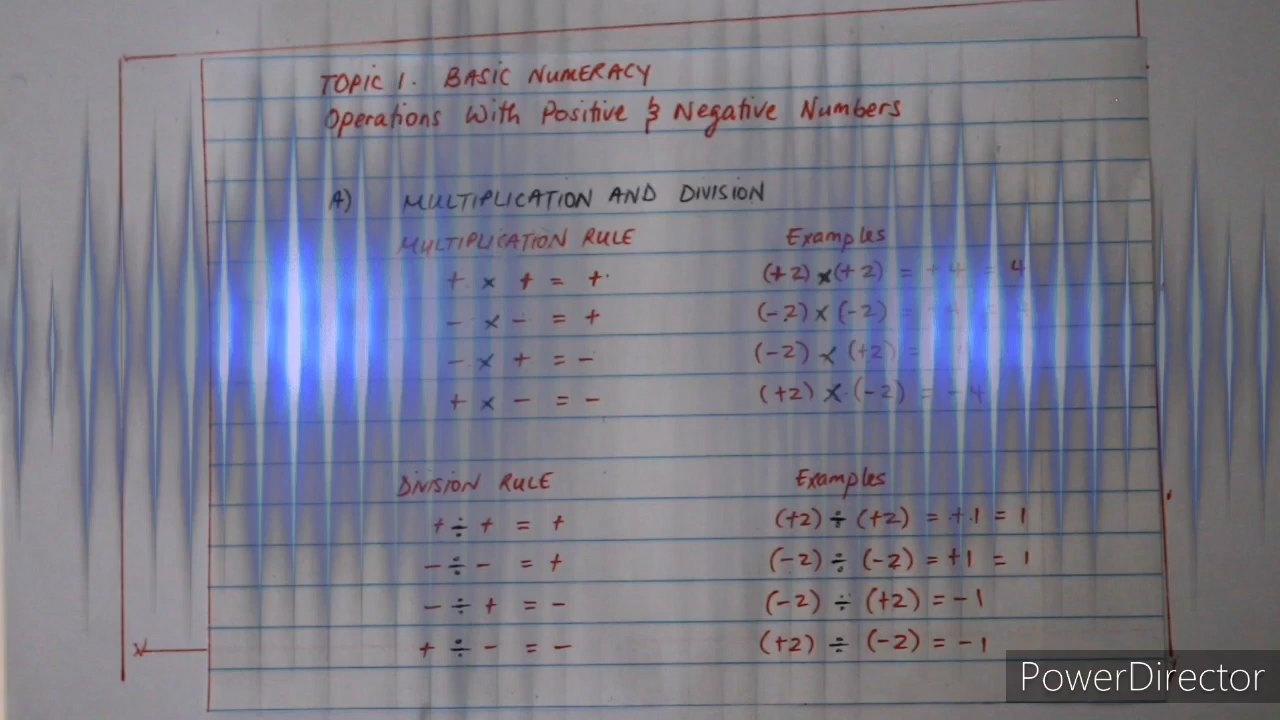 TOPIC 1. BASIC NUMERACY
Operations With Positive & Negative Numbers
A) MULTIPLICATION AND DIVISION
MULTIPLICATION RULE Examples
+ × + = + (+2) × (+2) = +4 = 4
- × - = + (-2) × (-2) =
- × + = - (-2) × (+2) =
+ × - = - (+2) × (-2) = -4
DIVISION RULE Examples
+ ÷ + = + (+2) ÷ (+2) = +1 = 1
- ÷ - = + (-2) ÷ (-2) = +1 = 1
- ÷ + = - (-2) ÷ (+2) = -1
+ ÷ - = - (+2) ÷ (-2) = -1
PowerDirector